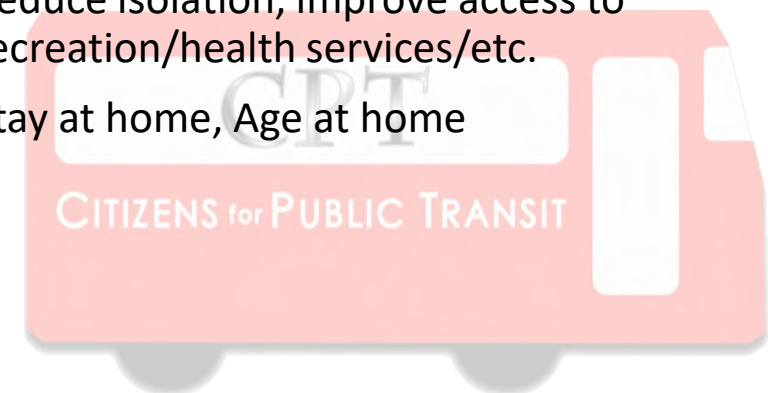 educe isolation, improve access to
ecreation/health services/etc.
tay at home, Age at home
CPT
CITIZENS for PUBLIC TRANSIT